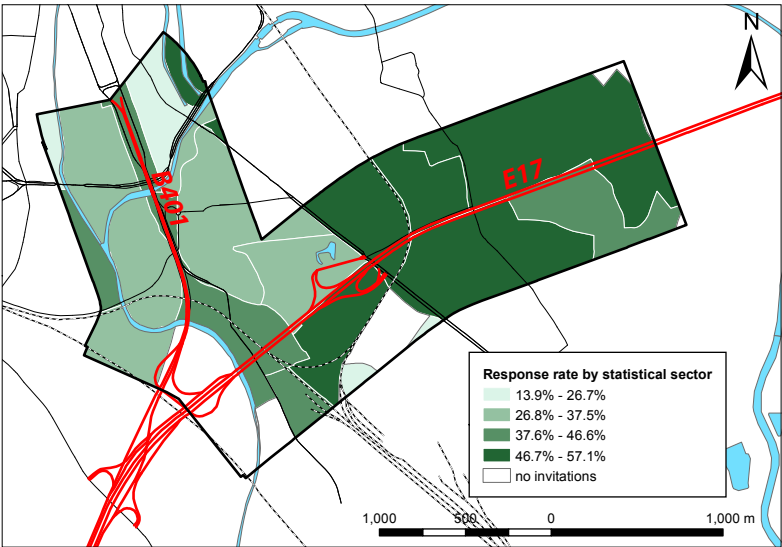 N
E17
B401
Response rate by statistical sector
13.9% - 26.7%
26.8% - 37.5%
37.6% - 46.6%
46.7% - 57.1%
no invitations
1,000 500 0 1,000 m